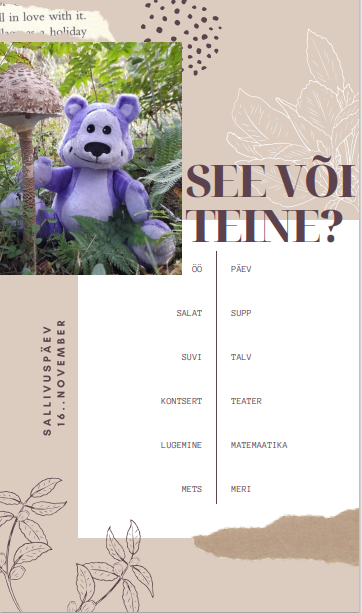 ll in love with it.
a holiday
SEE VÕI
TEINE?
ÖÖ PÄEV
SALAT SUPP
SUVI TALV
KONTSERT TEATER
LUGEMINE MATEMAATIKA
METS MERI
SALLIVUSPÄEV
16..NOVEMBER